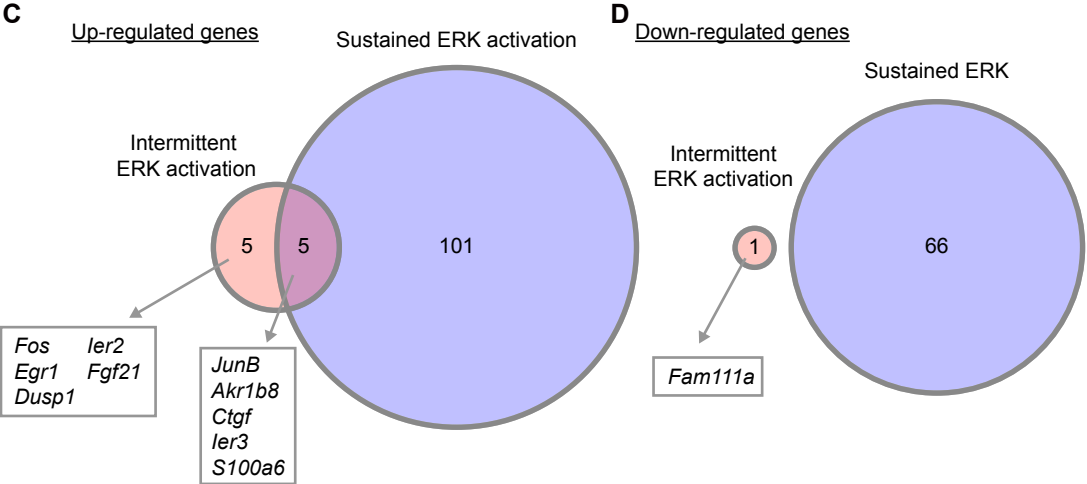 C
Up-regulated genes
Sustained ERK activation
Intermittent
ERK activation
5
5
101
Fos Ier2
Egr1 Fgf21
Dusp1
JunB
Akr1b8
Ctgf
Ier3
S100a6
D
Down-regulated genes
Sustained ERK
Intermittent
ERK activation
1
66
Fam111a